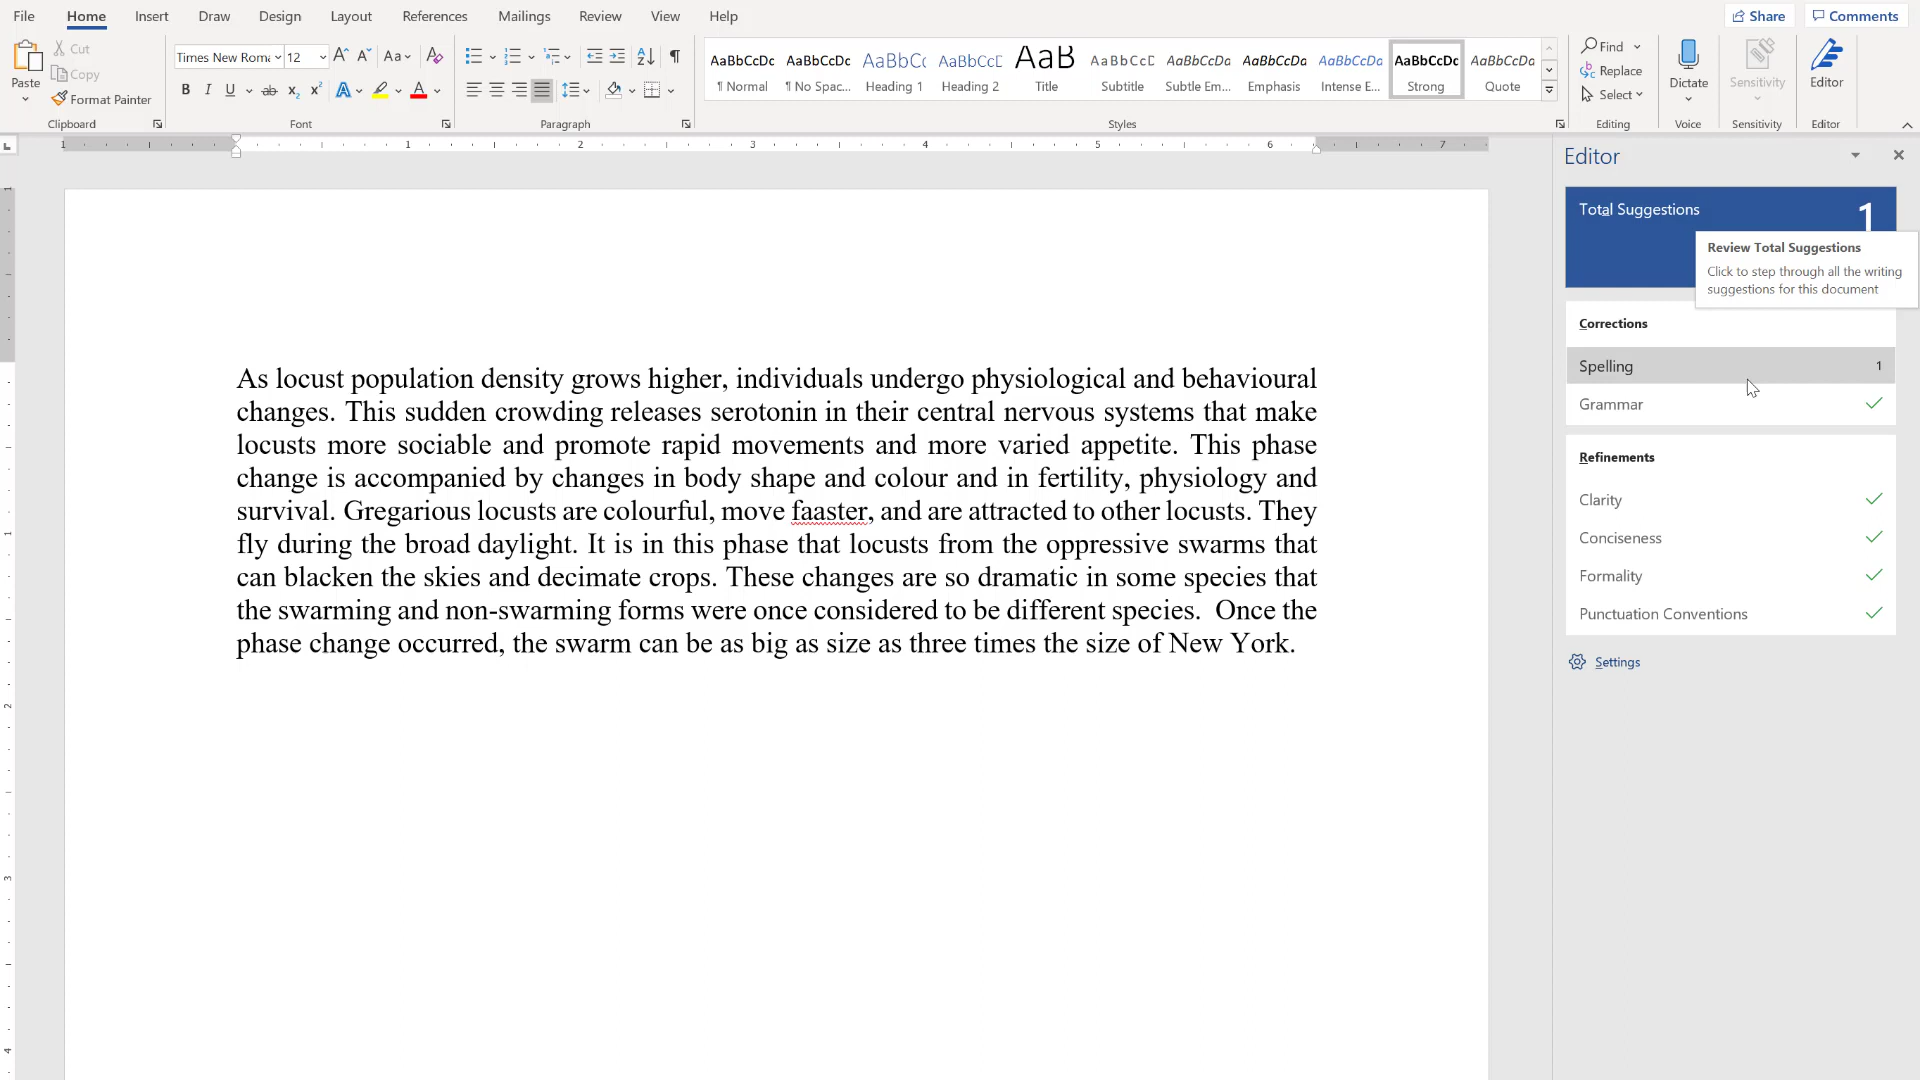 File Home Insert Draw Design Layout References Mailings Review View Help Share Comments
Paste Cut Copy Format Painter
Times New Roma 12 Aa
AaBbCcDc AaBbCcDc AaBbCc AaBbCcD AaB AaBbCcD AaBbCcDa AaBbCcDa AaBbCcDa AaBbCcDc AaBbCcDa
¶ Normal ¶ No Spac... Heading 1 Heading 2 Title Subtitle Subtle Em... Emphasis Intense E... Strong Quote
Find
Replace
Select
Dictate Sensitivity Editor
Clipboard Font Paragraph Styles Editing Voice Sensitivity Editor
1 1 2 3 4 5 6 7
Editor
Total Suggestions 1
Review Total Suggestions
Click to step through all the writing
suggestions for this document
Corrections
Spelling 1
Grammar
Refinements
Clarity
Conciseness
Formality
Punctuation Conventions
Settings
As locust population density grows higher, individuals undergo physiological and behavioural
changes. This sudden crowding releases serotonin in their central nervous systems that make
locusts more sociable and promote rapid movements and more varied appetite. This phase
change is accompanied by changes in body shape and colour and in fertility, physiology and
survival. Gregarious locusts are colourful, move faaster, and are attracted to other locusts. They
fly during the broad daylight. It is in this phase that locusts from the oppressive swarms that
can blacken the skies and decimate crops. These changes are so dramatic in some species that
the swarming and non-swarming forms were once considered to be different species. Once the
phase change occurred, the swarm can be as big as size as three times the size of New York.